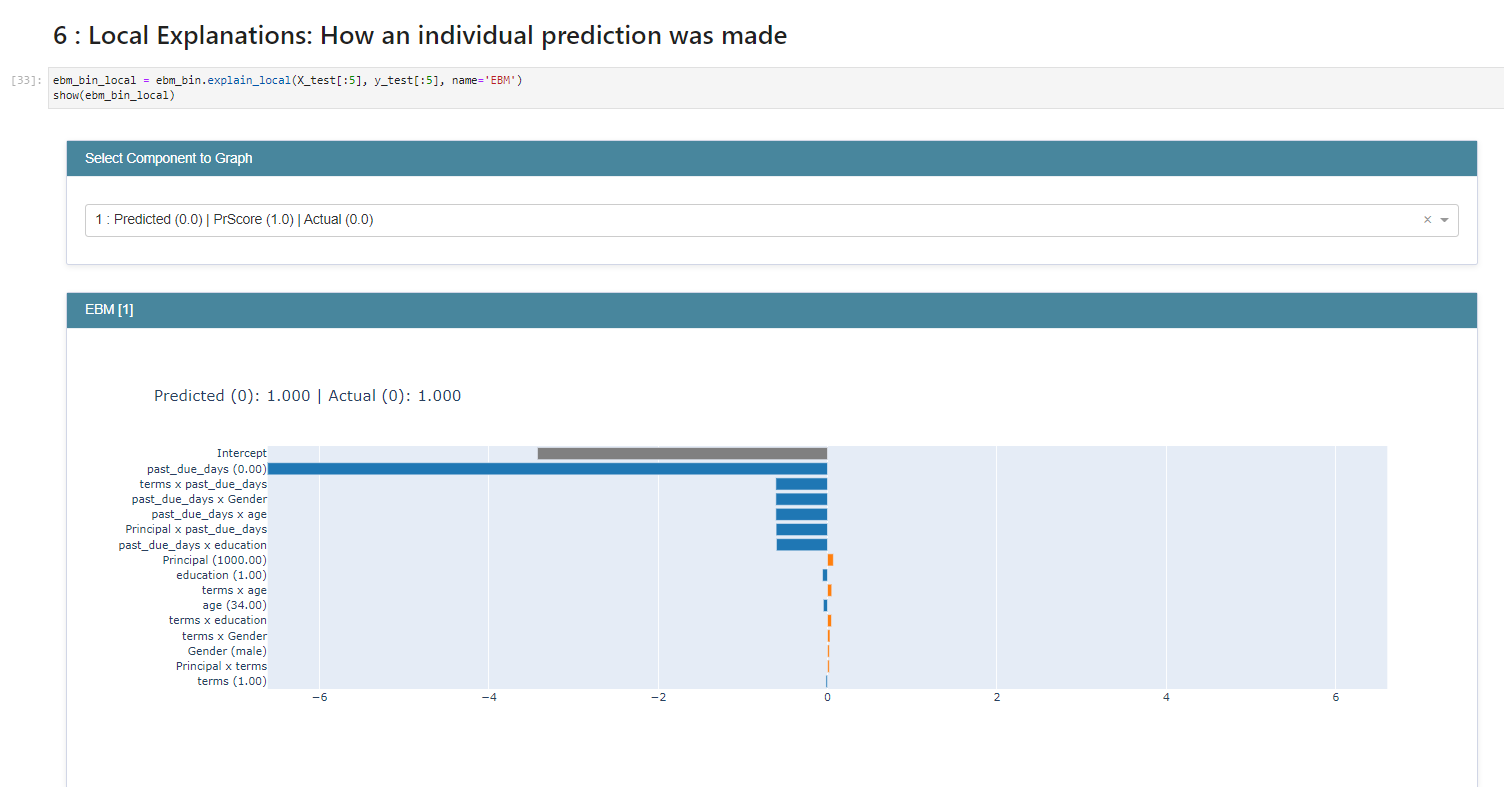 6 : Local Explanations: How an individual prediction was made
[33]: ebm_bin_local = ebm_bin.explain_local(X_test[:5], y_test[:5], name='EBM')
show(ebm_bin_local)
Select Component to Graph
1 : Predicted (0.0) | PrScore (1.0) | Actual (0.0)
EBM [1]
Predicted (0): 1.000 | Actual (0): 1.000
Intercept
past_due_days (0.00)
terms x past_due_days
past_due_days x Gender
past_due_days x age
Principal x past_due_days
past_due_days x education
Principal (1000.00)
education (1.00)
terms x age
age (34.00)
terms x education
terms x Gender
Gender (male)
Principal x terms
terms (1.00)
−6 −4 −2 0 2 4 6